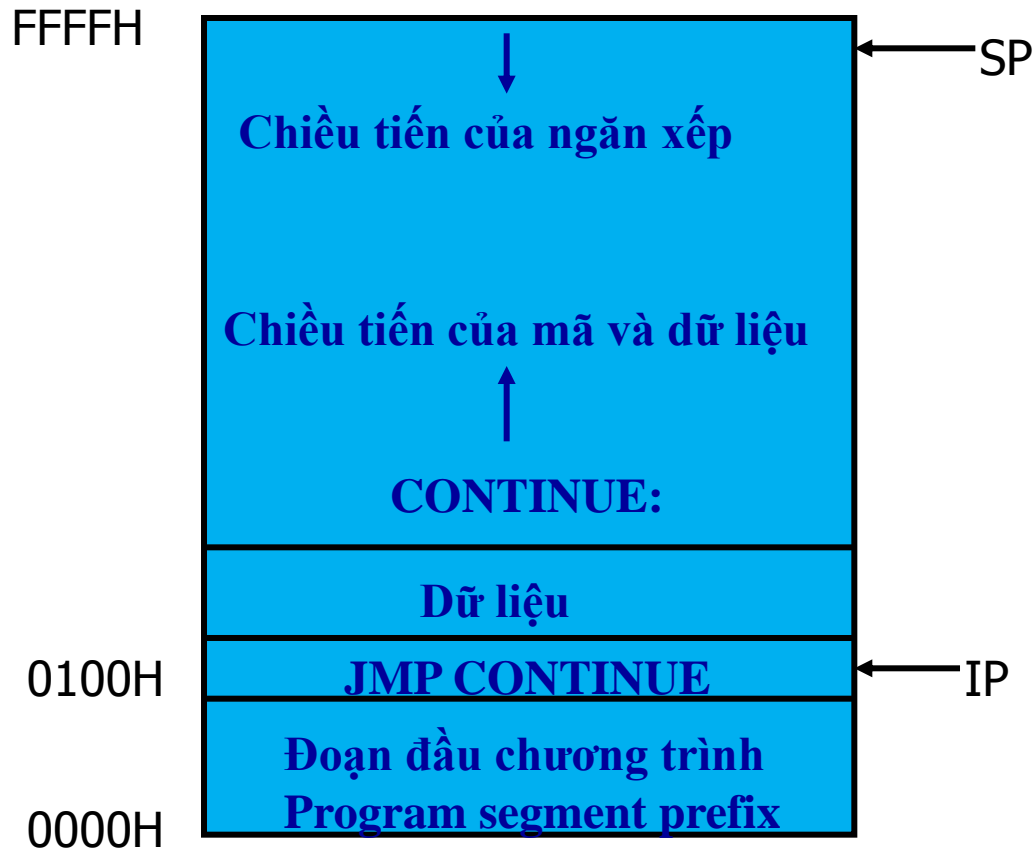 FFFFH
SP
Chiều tiến của ngăn xếp
Chiều tiến của mã và dữ liệu
CONTINUE:
Dữ liệu
0100H
JMP CONTINUE
IP
Đoạn đầu chương trình
Program segment prefix
0000H